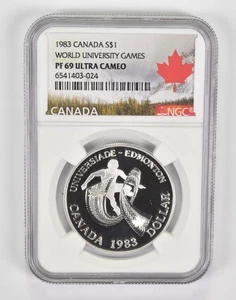 1983 CANADA S$1
WORLD UNIVERSITY GAMES
PF 69 ULTRA CAMEO
6541403-024
CANADA
NGC
UNIVERSIADE - EDMONTON
CANADA 1983 DOLLAR